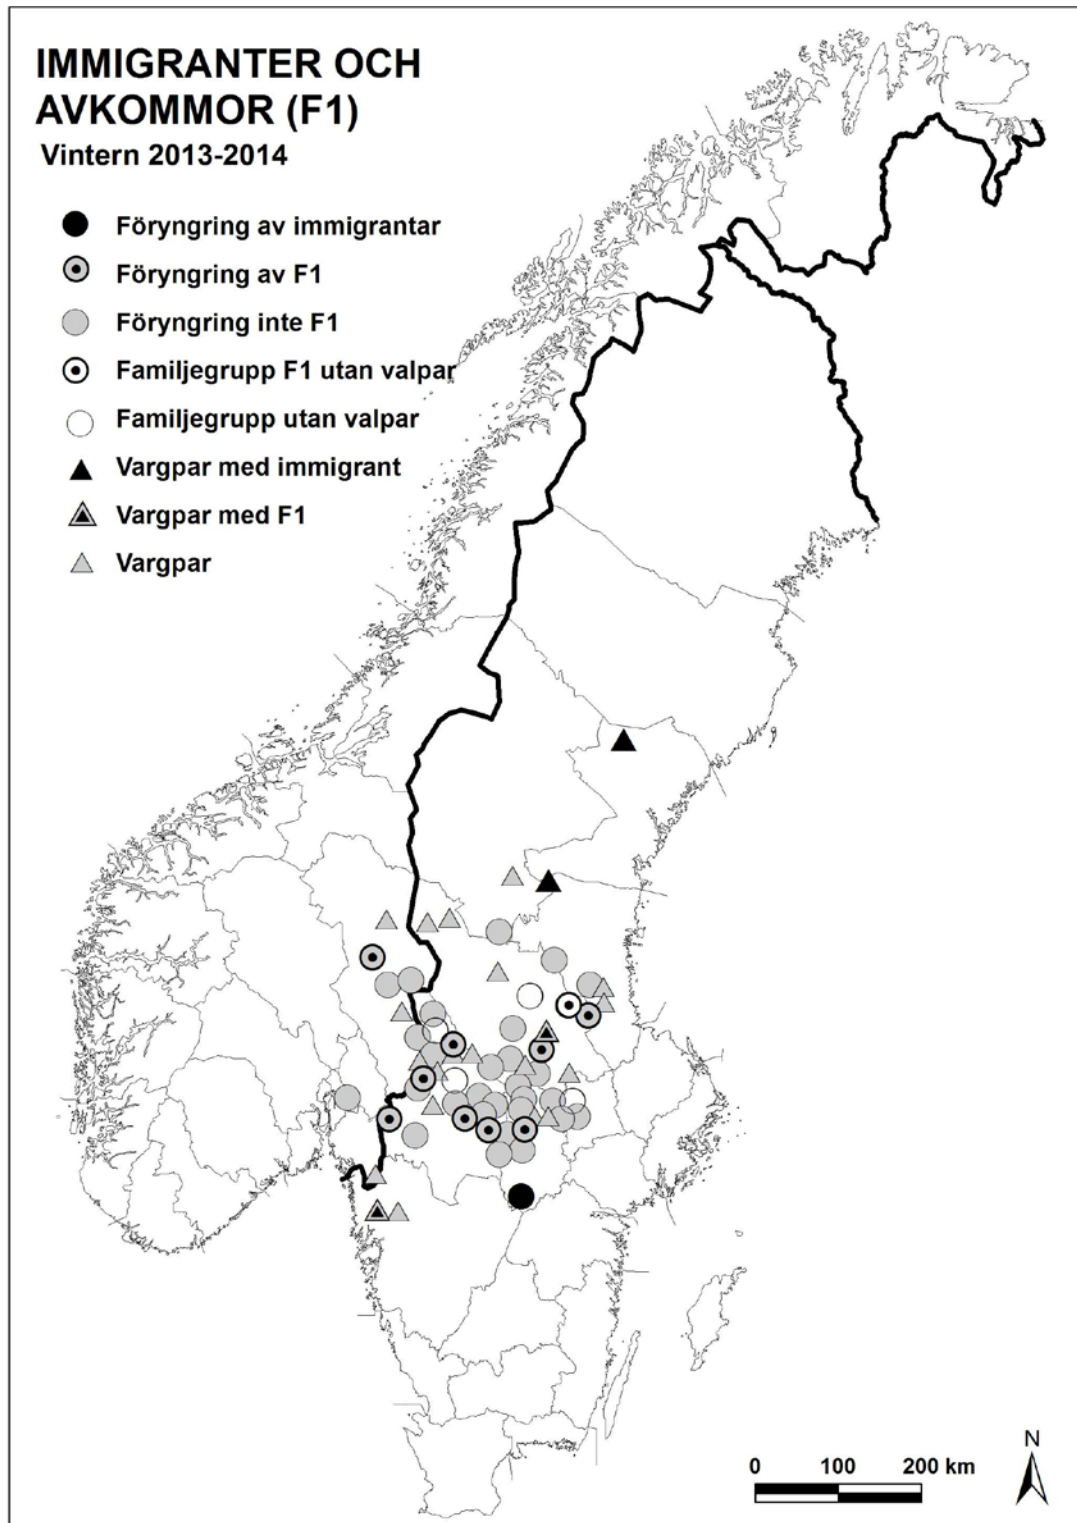 IMMIGRANTER OCH
AVKOMMOR (F1)
Vintern 2013-2014
Föryngring av immigrantar
Föryngring av F1
Föryngring inte F1
Familjegrupp F1 utan valpar
Familjegrupp utan valpar
Vargpar med immigrant
Vargpar med F1
Vargpar
N
0 100 200 km